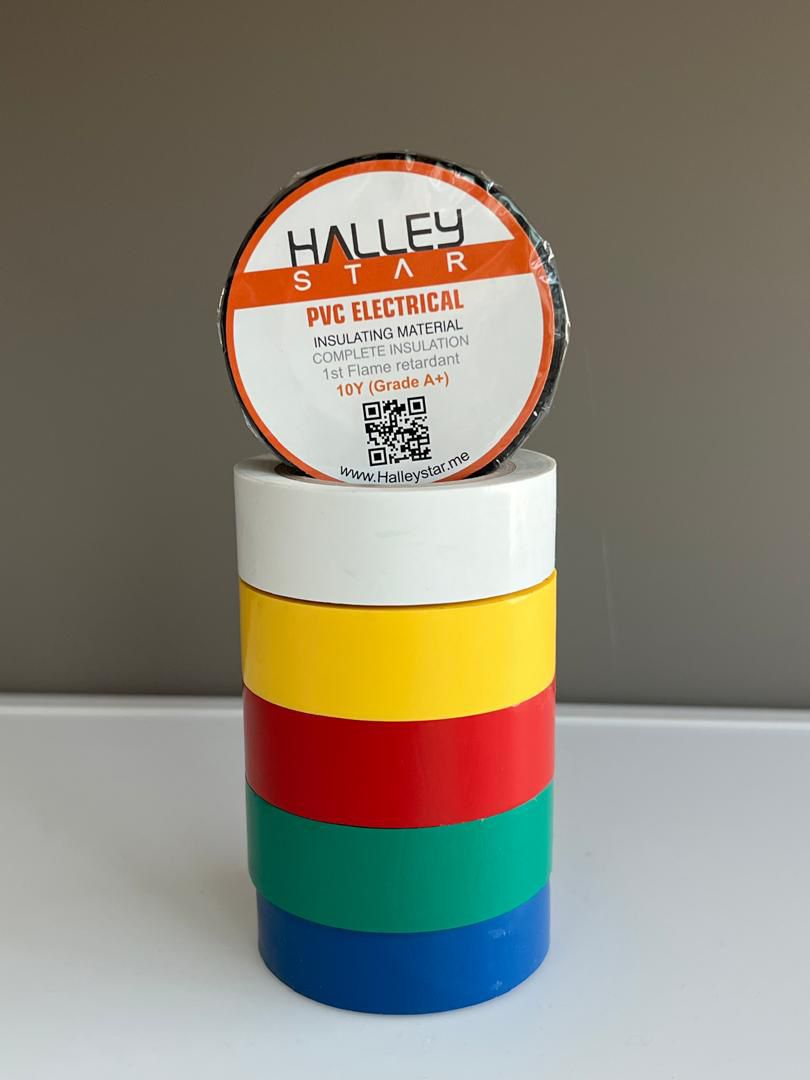 HALLEY
STAR
PVC ELECTRICAL
INSULATING MATERIAL
COMPLETE INSULATION
1st Flame retardant
10Y (Grade A+)
www.Halleystar.me